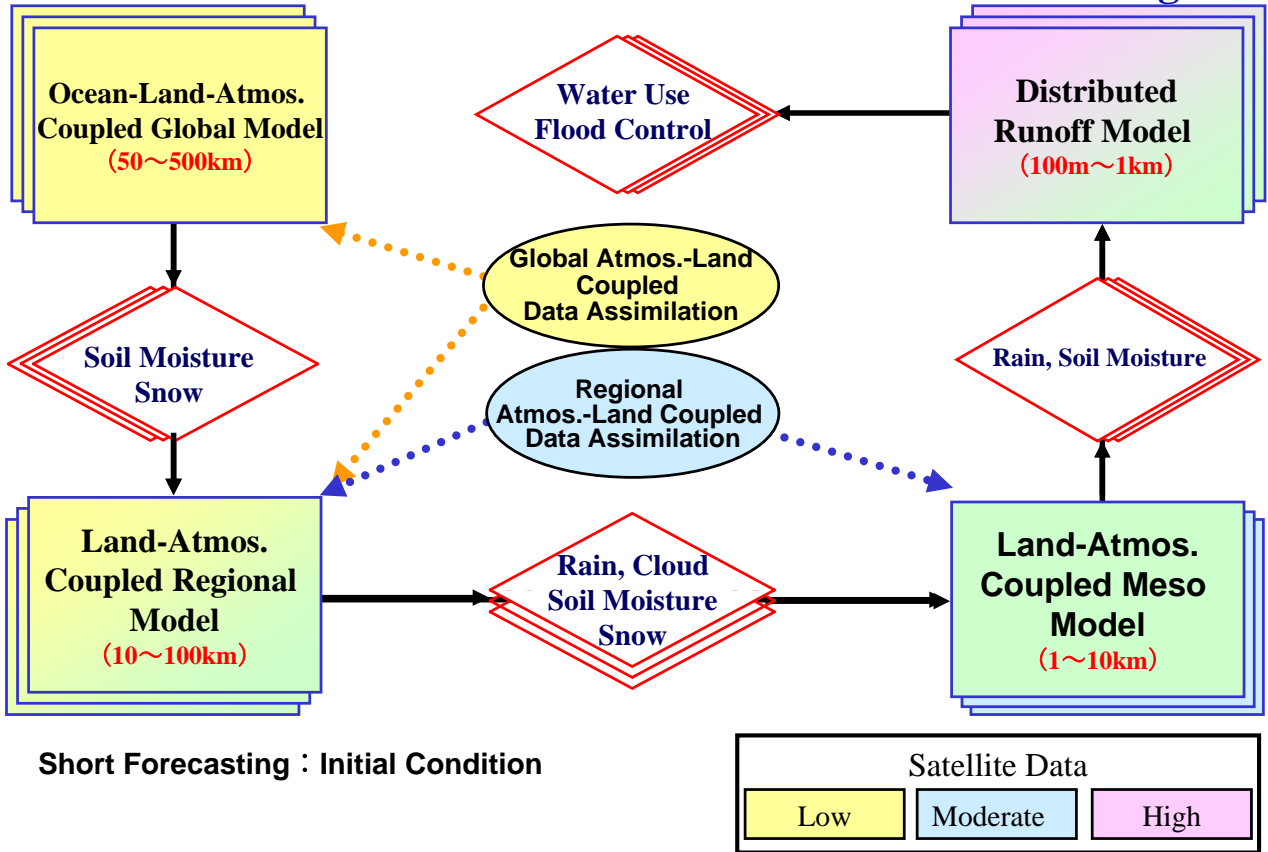 Ocean-Land-Atmos.
Coupled Global Model
(50～500km)
Water Use
Flood Control
Distributed
Runoff Model
(100m～1km)
Global Atmos.-Land
Coupled
Data Assimilation
Soil Moisture
Snow
Regional
Atmos.-Land Coupled
Data Assimilation
Rain, Soil Moisture
Land-Atmos.
Coupled Regional
Model
(10～100km)
Rain, Cloud
Soil Moisture
Snow
Land-Atmos.
Coupled Meso
Model
(1～10km)
Short Forecasting：Initial Condition
Satellite Data
Low
Moderate
High